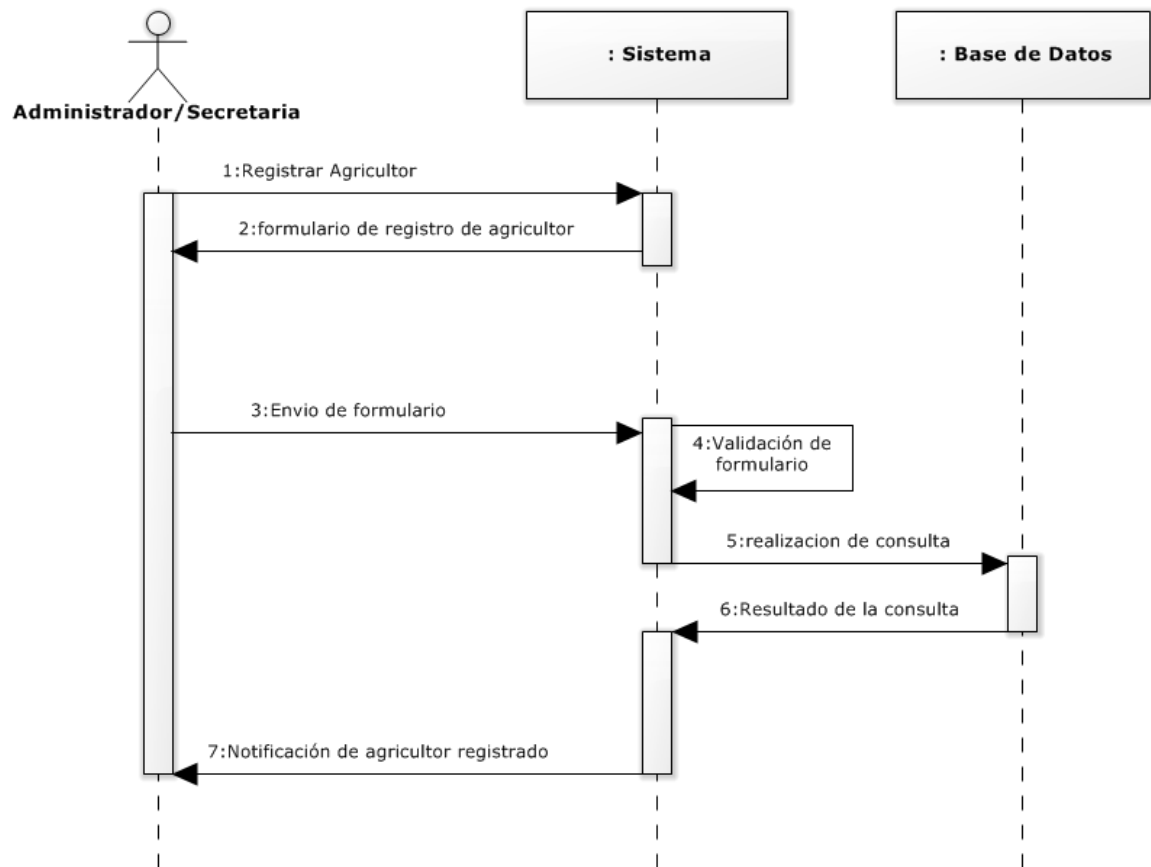 : Sistema
: Base de Datos
Administrador/Secretaria
1:Registrar Agricultor
2:formulario de registro de agricultor
3:Envio de formulario
4:Validación de
formulario
5:realizacion de consulta
6:Resultado de la consulta
7:Notificación de agricultor registrado